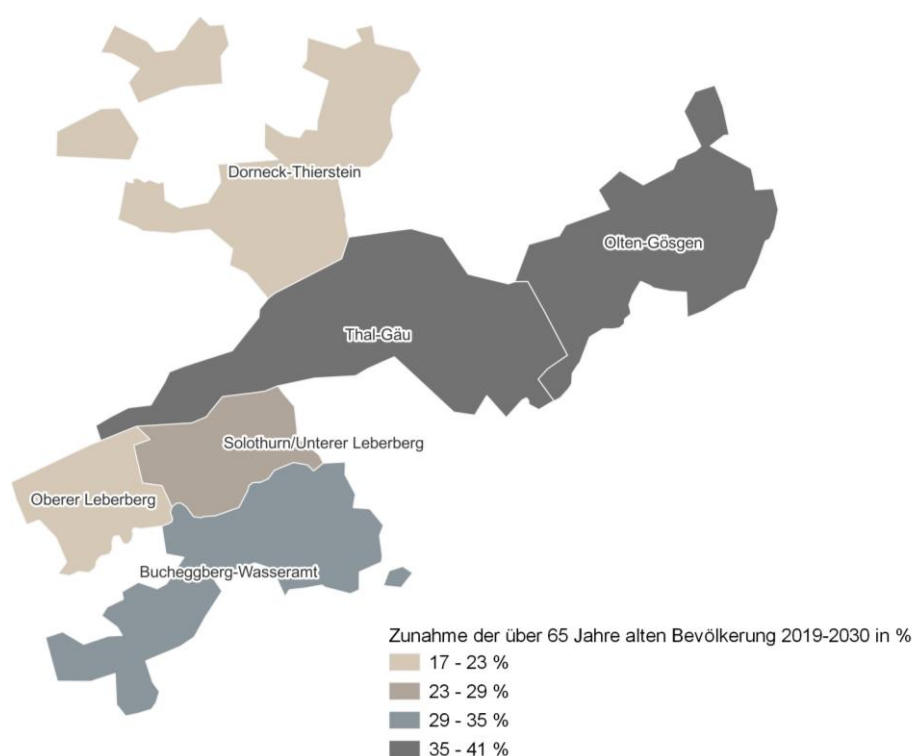 Dorneck-Thierstein
Olten-Gösgen
Thal-Gäu
Solothurn/Unterer Leberberg
Oberer Leberberg
Bucheggberg-Wasseramt
Zunahme der über 65 Jahre alten Bevölkerung 2019-2030 in %
17 - 23 %
23 - 29 %
29 - 35 %
35 - 41 %